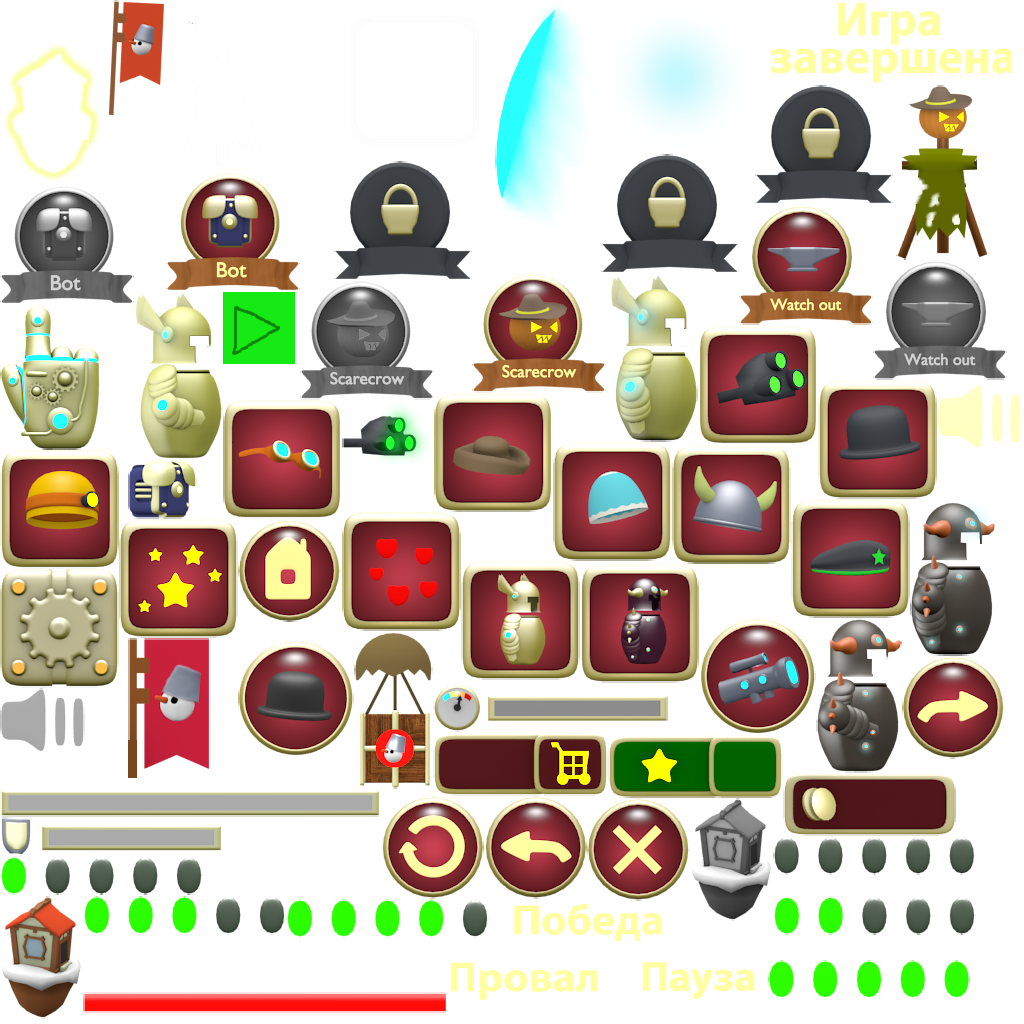 Игра
завершена
Bot
Bot
Watch out
Scarecrow
Scarecrow
Watch out
Победа
Провал
Пауза